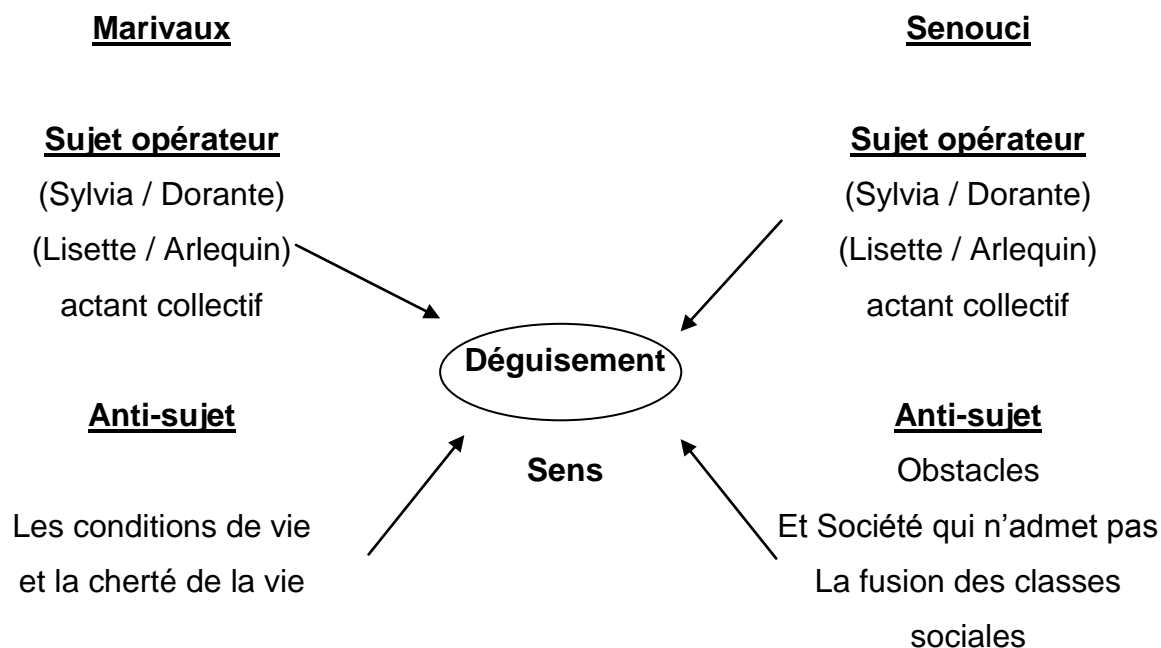 Marivaux
Senouci
Sujet opérateur
(Sylvia / Dorante)
(Lisette / Arlequin)
actant collectif
Sujet opérateur
(Sylvia / Dorante)
(Lisette / Arlequin)
actant collectif
Déguisement
Sens
Anti-sujet
Les conditions de vie
et la cherté de la vie
Anti-sujet
Obstacles
Et Société qui n’admet pas
La fusion des classes
sociales